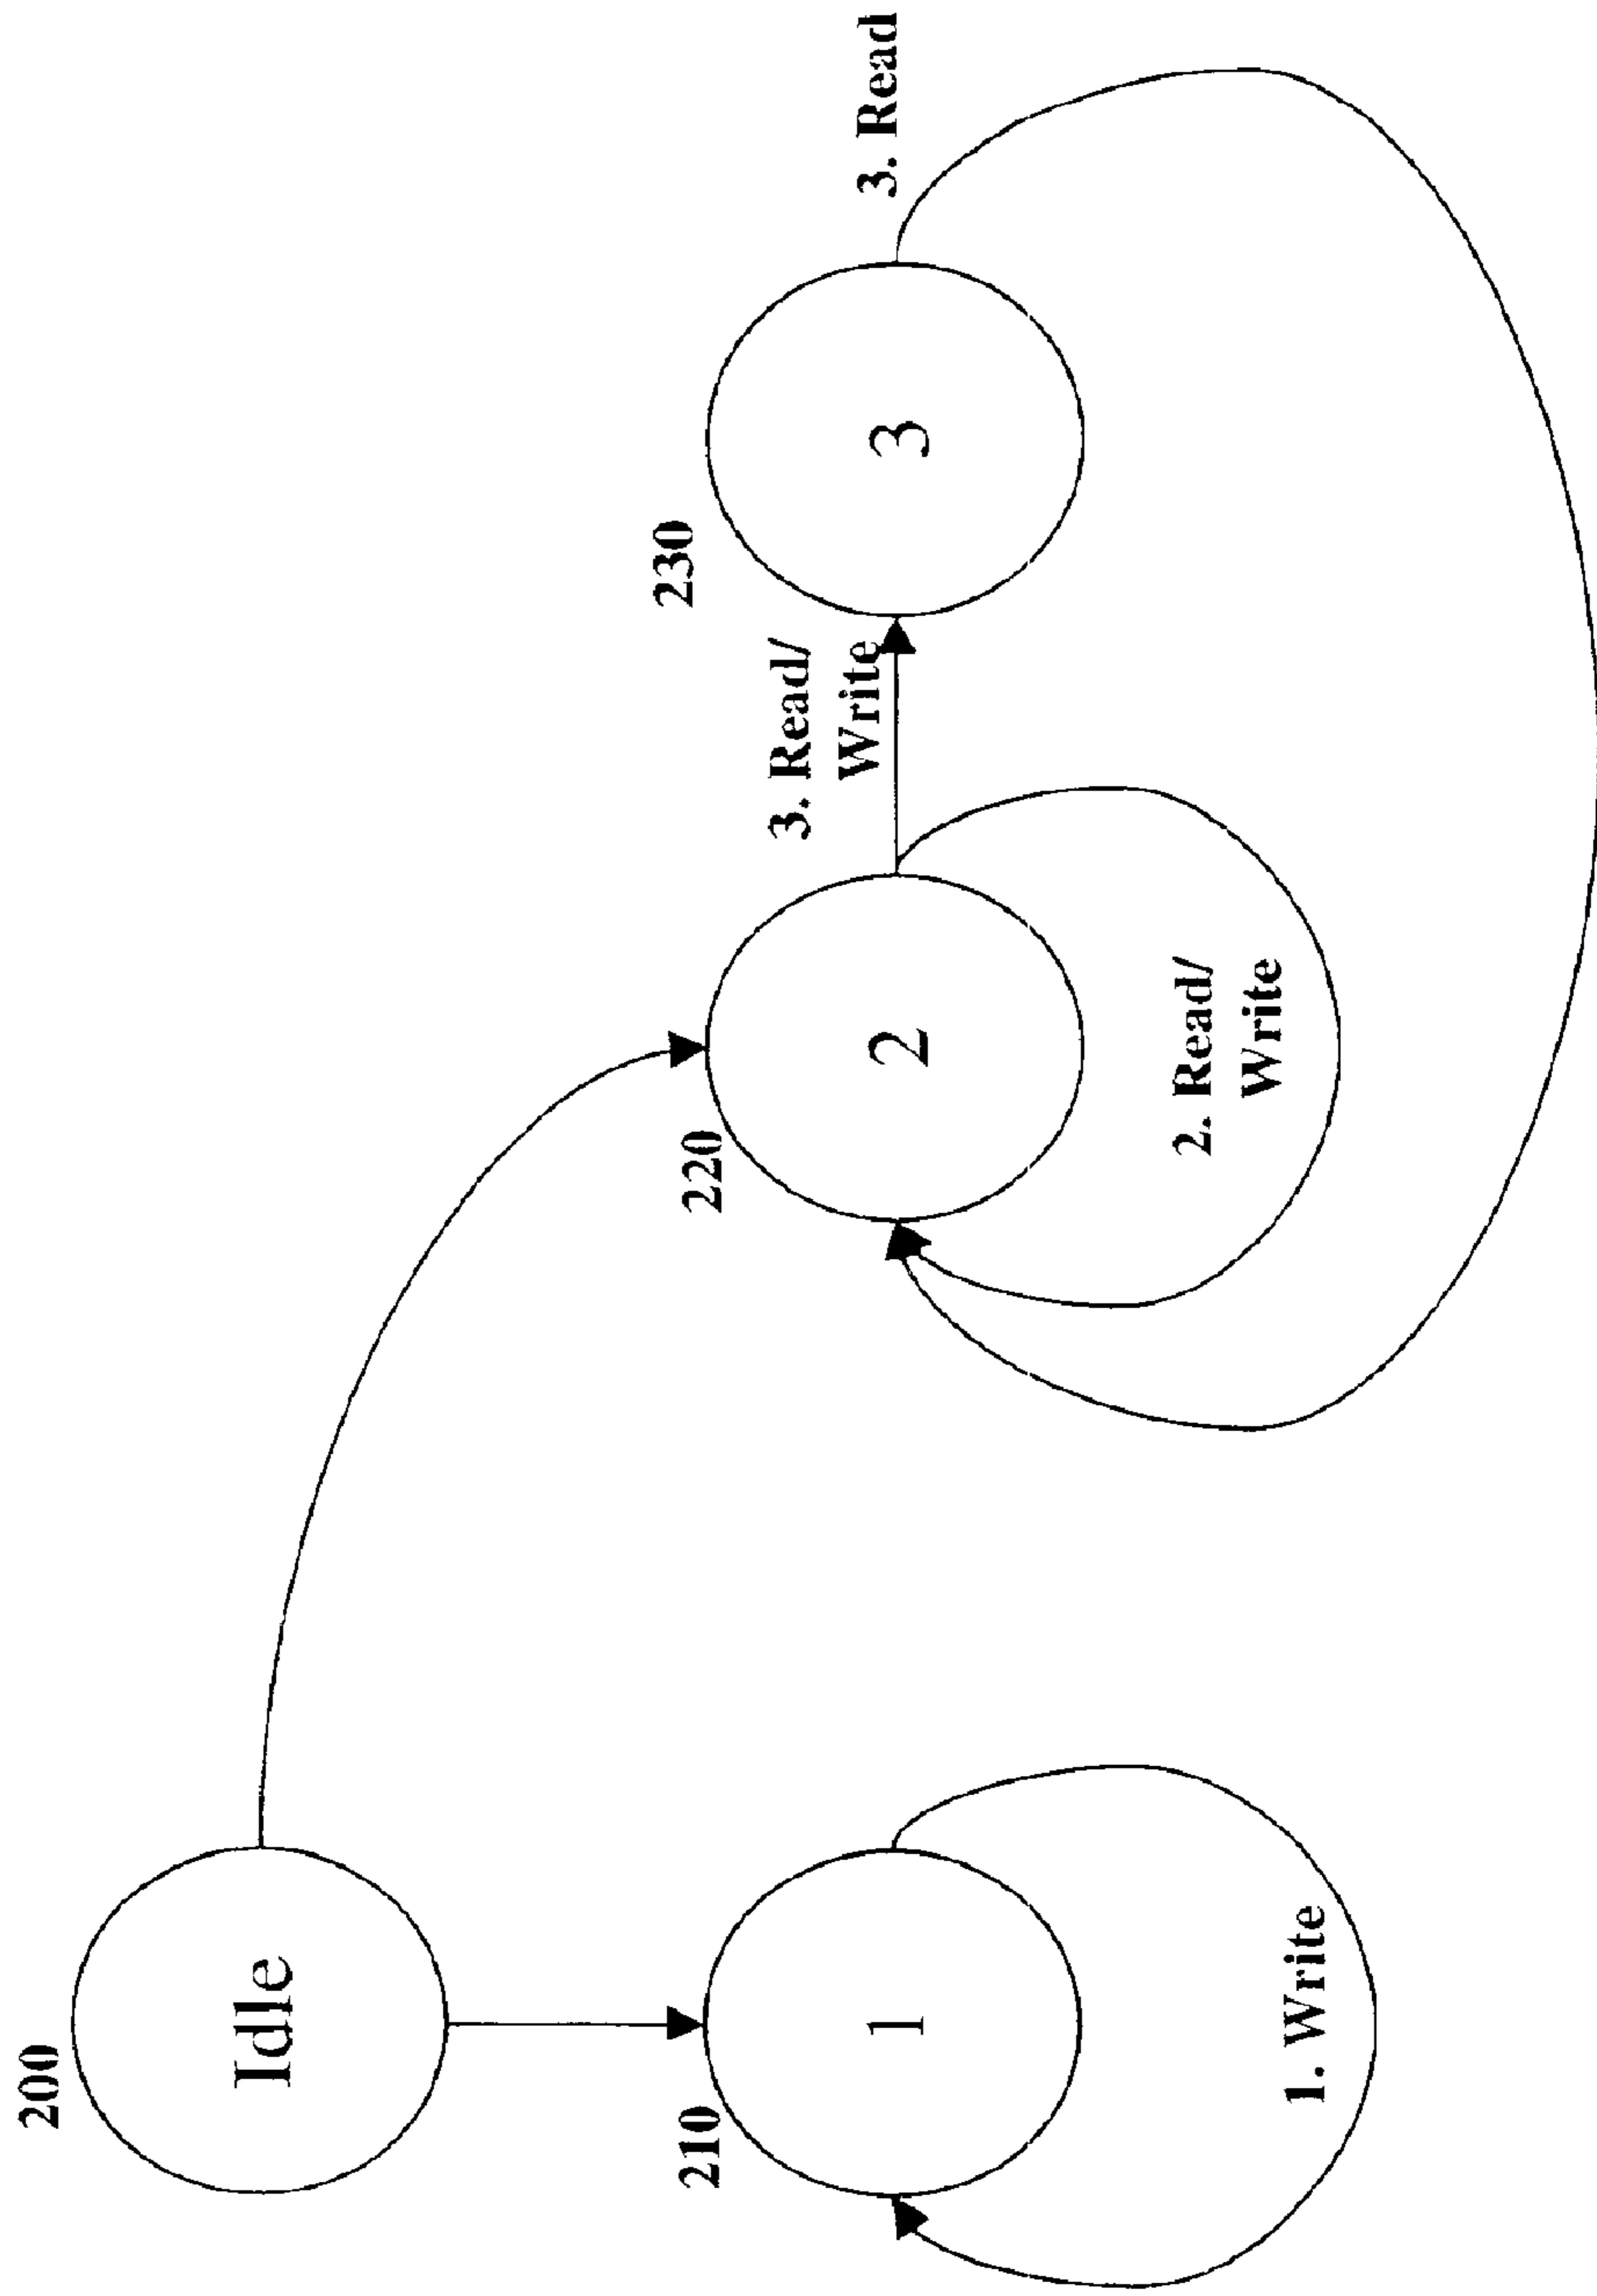 200
Idle
210
1
1. Write
220
2
2. Read/
Write
3. Read/
Write
230
3
3. Read